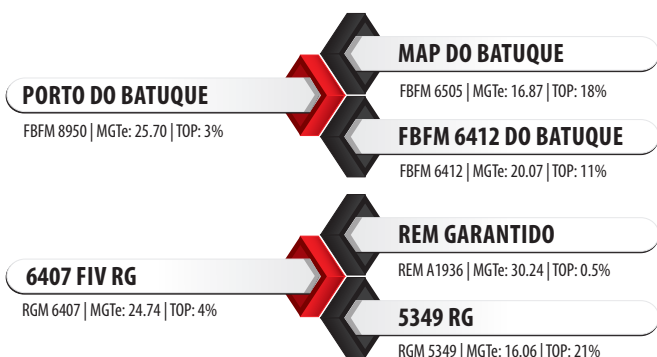 MAP DO BATUQUE
FBFM 6505 | MGTe: 16.87 | TOP: 18%
PORTO DO BATUQUE
FBFM 8950 | MGTe: 25.70 | TOP: 3%
FBFM 6412 DO BATUQUE
FBFM 6412 | MGTe: 20.07 | TOP: 11%
REM GARANTIDO
REM A1936 | MGTe: 30.24 | TOP: 0.5%
6407 FIV RG
RGM 6407 | MGTe: 24.74 | TOP: 4%
5349 RG
RGM 5349 | MGTe: 16.06 | TOP: 21%